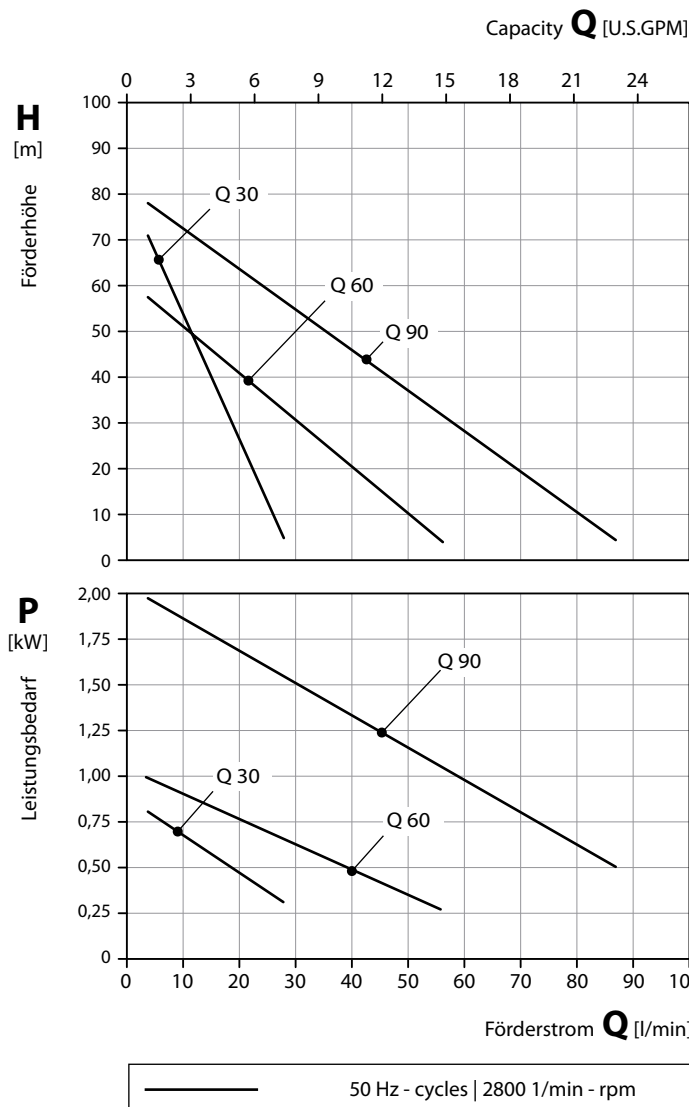 Capacity Q [U.S.GPM]
0 3 6 9 12 15 18 21 24
H
[m]
Förderhöhe
100
90
80
70
60
50
40
30
20
10
0
Q 30
Q 60
Q 90
P
[kW]
Leistungsbedarf
2,00
1,75
1,50
1,25
1,00
0,75
0,50
0,25
0
Q 90
Q 30
Q 60
0 10 20 30 40 50 60 70 80 90 100
Förderstrom Q [l/min]
50 Hz - cycles | 2800 1/min - rpm